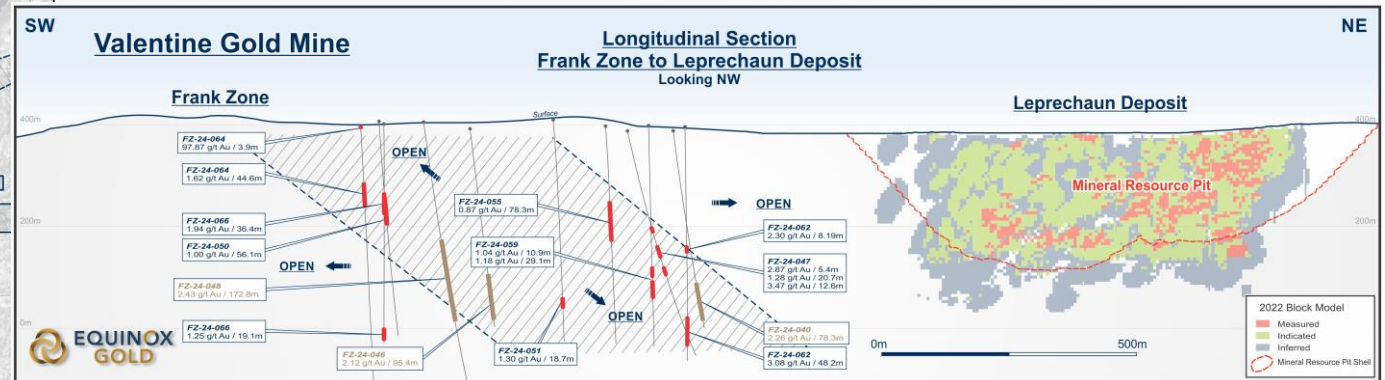 SW
NE
Valentine Gold Mine
Longitudinal Section
Frank Zone to Leprechaun Deposit
Looking NW
Frank Zone
Leprechaun Deposit
Surface
400m
400m
FZ-24-064
97.87 g/t Au / 3.9m
OPEN
FZ-24-064
1.62 g/t Au / 44.6m
Mineral Resource Pit
FZ-24-055
0.87 g/t Au / 78.3m
OPEN
200m
200m
FZ-24-066
1.94 g/t Au / 36.4m
FZ-24-062
2.30 g/t Au / 8.19m
FZ-24-050
1.00 g/t Au / 56.1m
FZ-24-059
1.04 g/t Au / 10.9m
1.18 g/t Au / 29.1m
FZ-24-047
2.87 g/t Au / 5.4m
1.28 g/t Au / 20.7m
3.47 g/t Au / 12.6m
OPEN
FZ-24-048
2.43 g/t Au / 172.8m
OPEN
0m
FZ-24-066
1.25 g/t Au / 19.1m
FZ-24-040
2.26 g/t Au / 78.3m
EQUINOX
GOLD
FZ-24-046
2.12 g/t Au / 95.4m
FZ-24-051
1.30 g/t Au / 18.7m
FZ-24-062
3.08 g/t Au / 48.2m
0m
500m
2022 Block Model
Measured
Indicated
Inferred
Mineral Resource Pit Shell